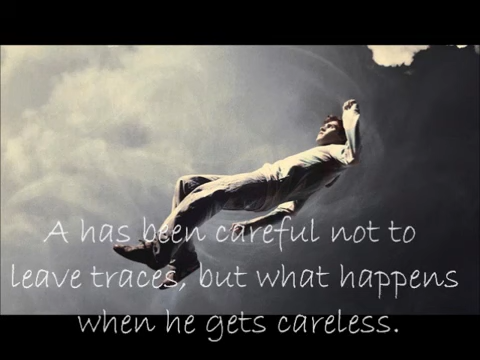 A has been careful not to
leave traces, but what happens
when he gets careless.